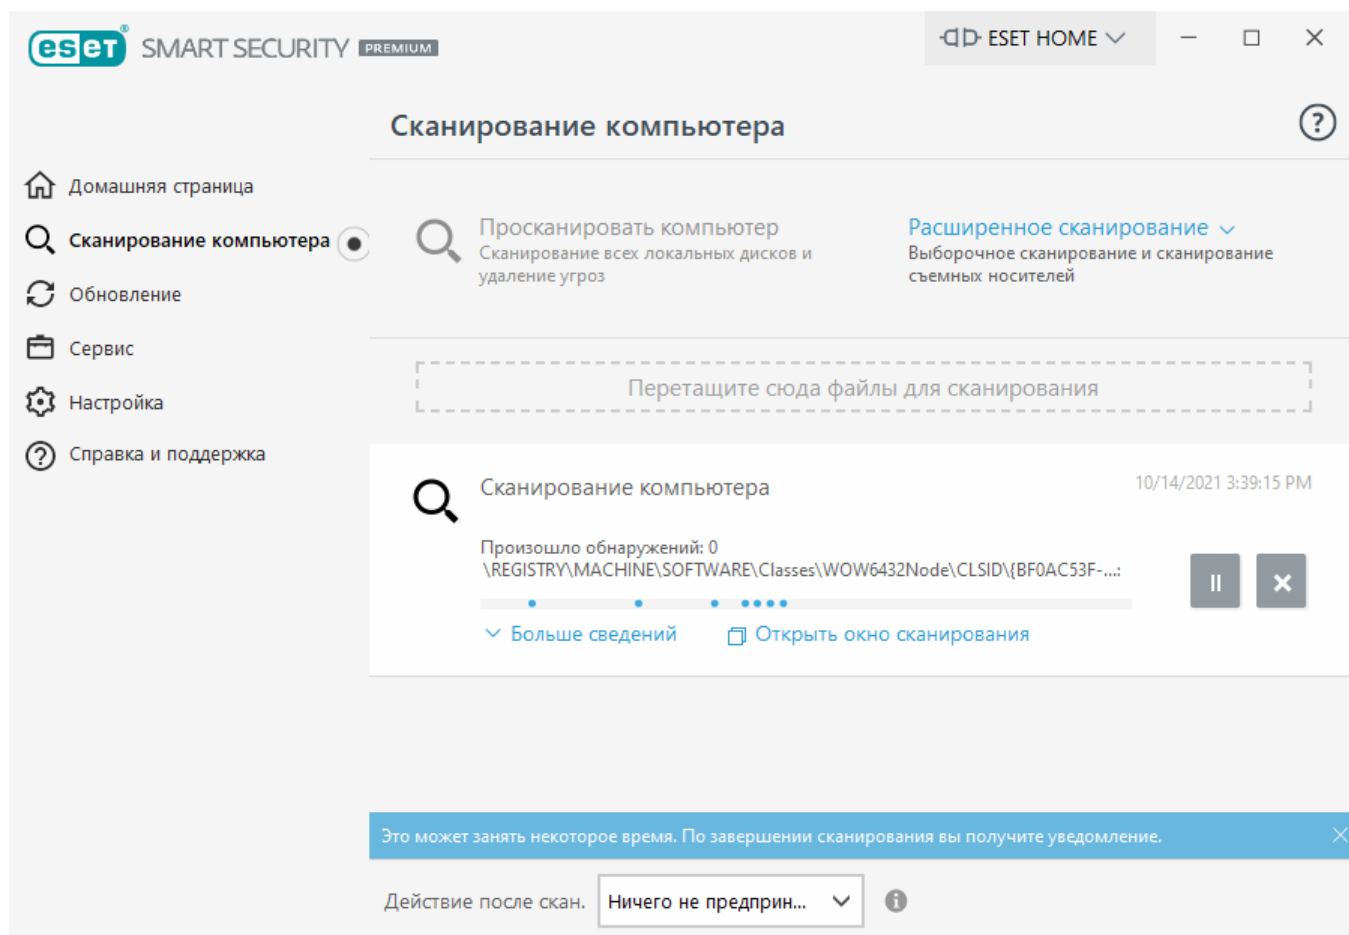 eset® SMART SECURITY PREMIUM
ESET HOME
Сканирование компьютера
Домашняя страница
Сканирование компьютера
Обновление
Сервис
Настройка
Справка и поддержка
Просканировать компьютер
Сканирование всех локальных дисков и
удаление угроз
Расширенное сканирование
Выборочное сканирование и сканирование
съемных носителей
Перетащите сюда файлы для сканирования
Сканирование компьютера
10/14/2021 3:39:15 PM
Произошло обнаружений: 0
\REGISTRY\MACHINE\SOFTWARE\Classes\WOW6432Node\CLSID\{BF0AC53F-...:
Больше сведений
Открыть окно сканирования
Это может занять некоторое время. По завершении сканирования вы получите уведомление.
Действие после скан.
Ничего не предприн...